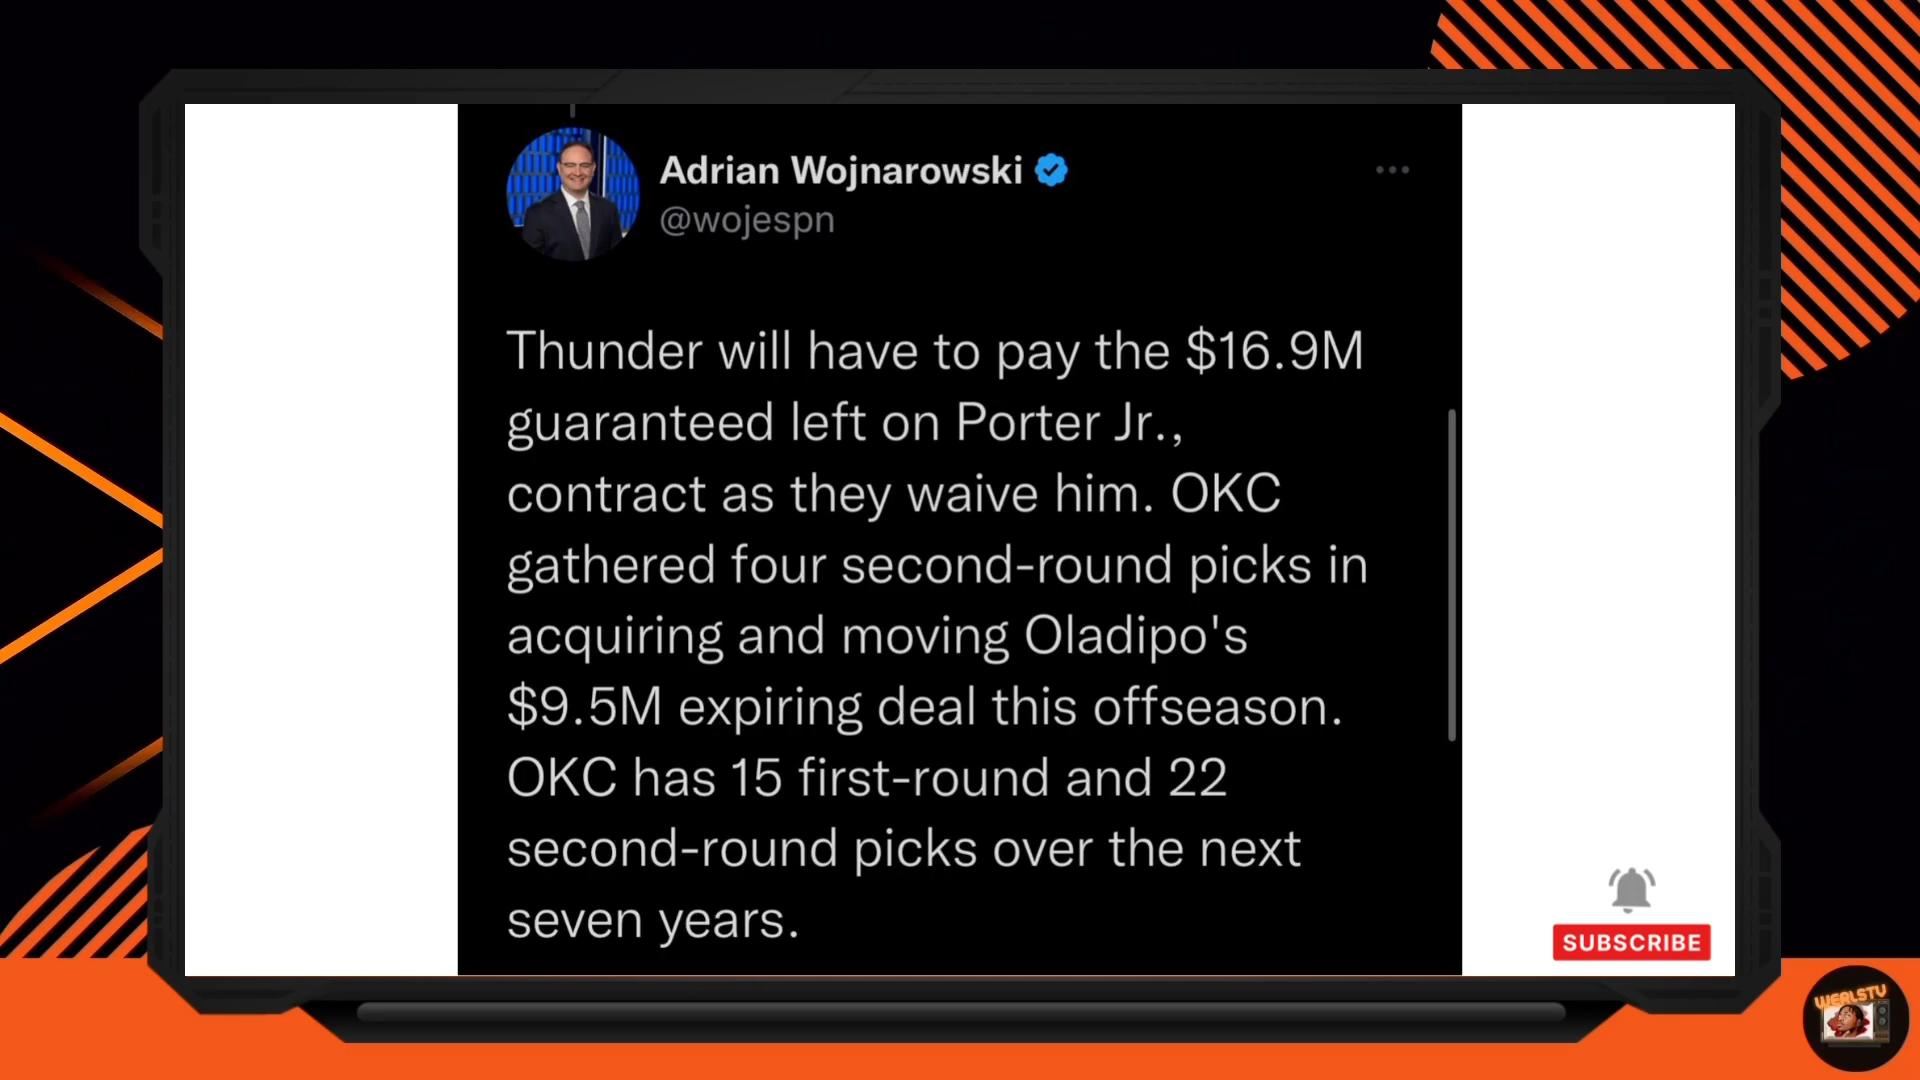 Adrian Wojnarowski
@wojespn
Thunder will have to pay the $16.9M
guaranteed left on Porter Jr.,
contract as they waive him. OKC
gathered four second-round picks in
acquiring and moving Oladipo's
$9.5M expiring deal this offseason.
OKC has 15 first-round and 22
second-round picks over the next
seven years.
SUBSCRIBE
WERLSTV